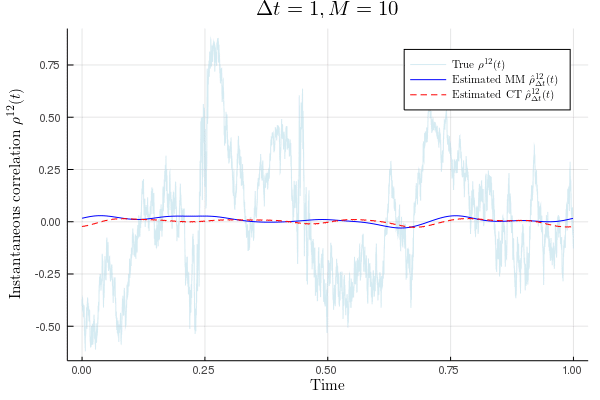 Δt = 1, M = 10
Instantaneous correlation ρ¹²(t)
0.75
0.50
0.25
0.00
-0.25
-0.50
True ρ¹²(t)
Estimated MM ρ̂¹²_Δt(t)
Estimated CT ρ̂¹²_Δt(t)
0.00 0.25 0.50 0.75 1.00
Time